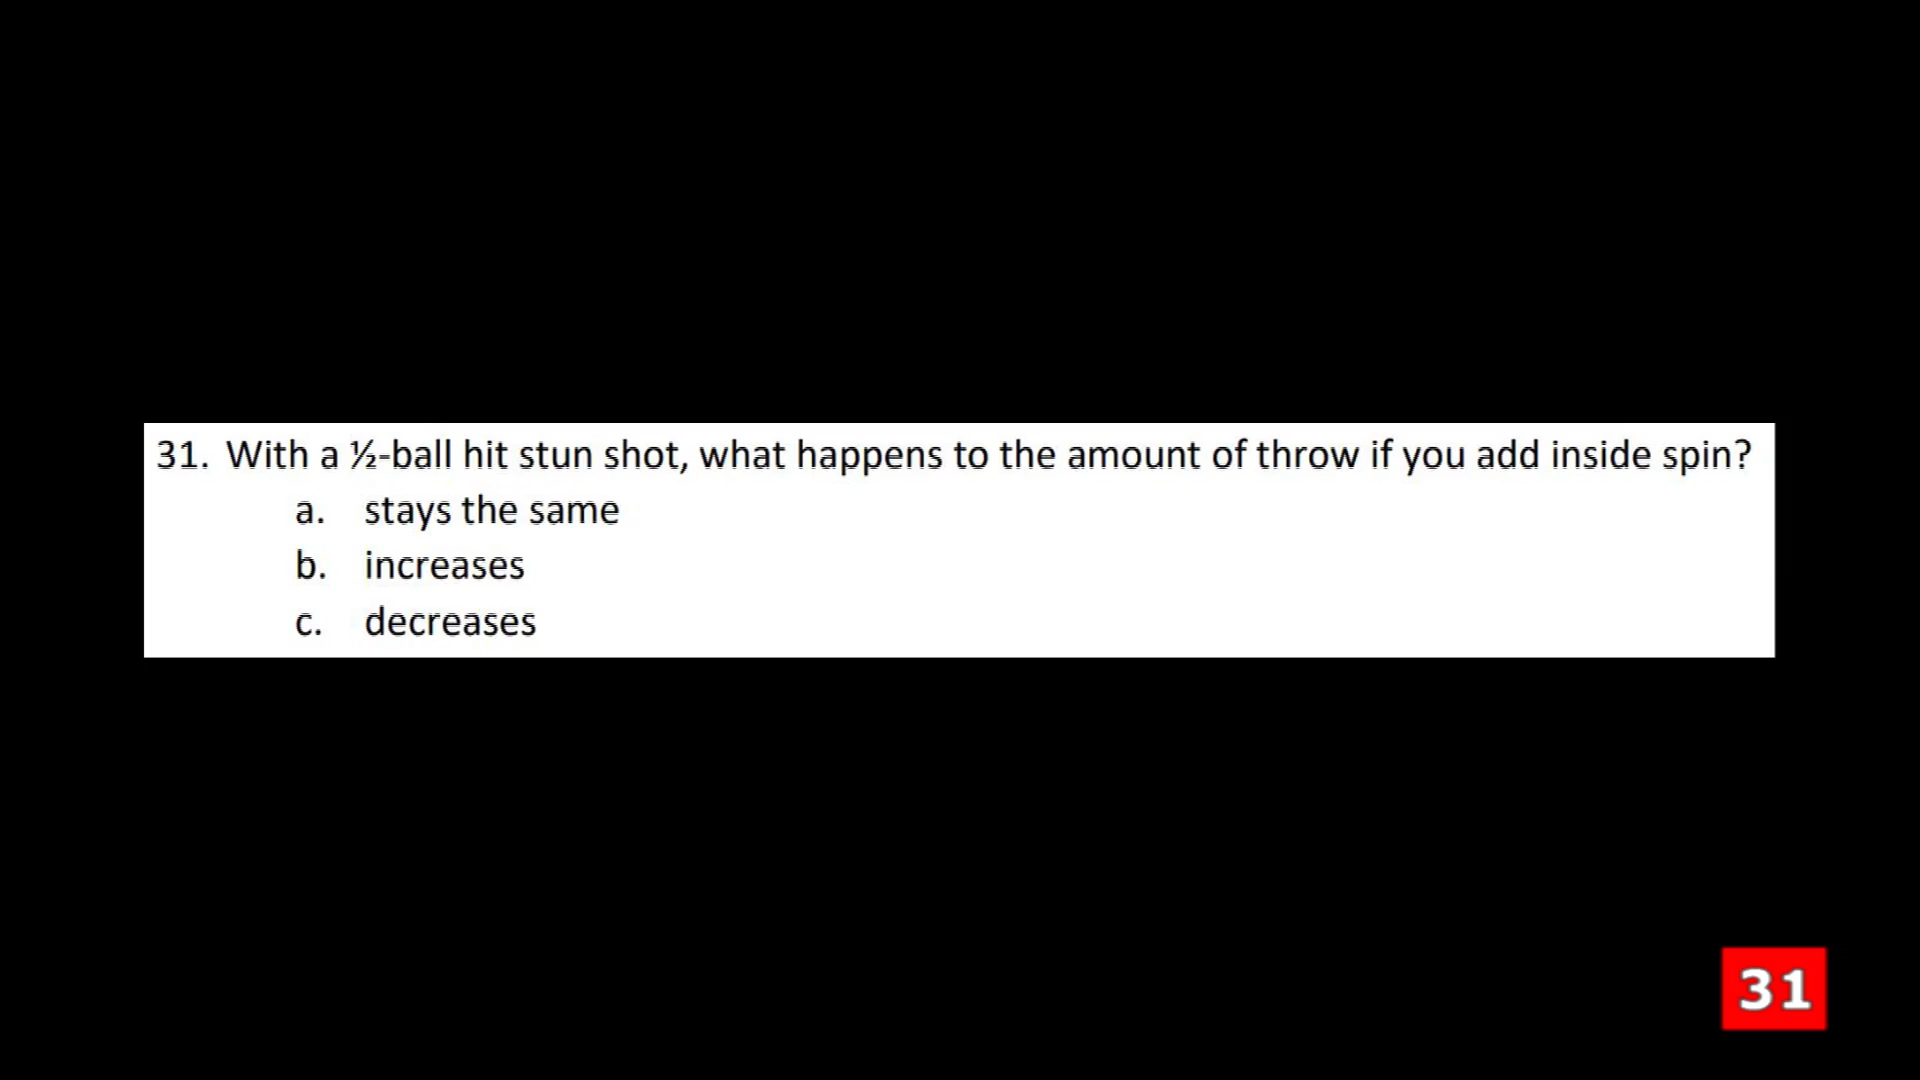 31. With a ½-ball hit stun shot, what happens to the amount of throw if you add inside spin?
a. stays the same
b. increases
c. decreases
31